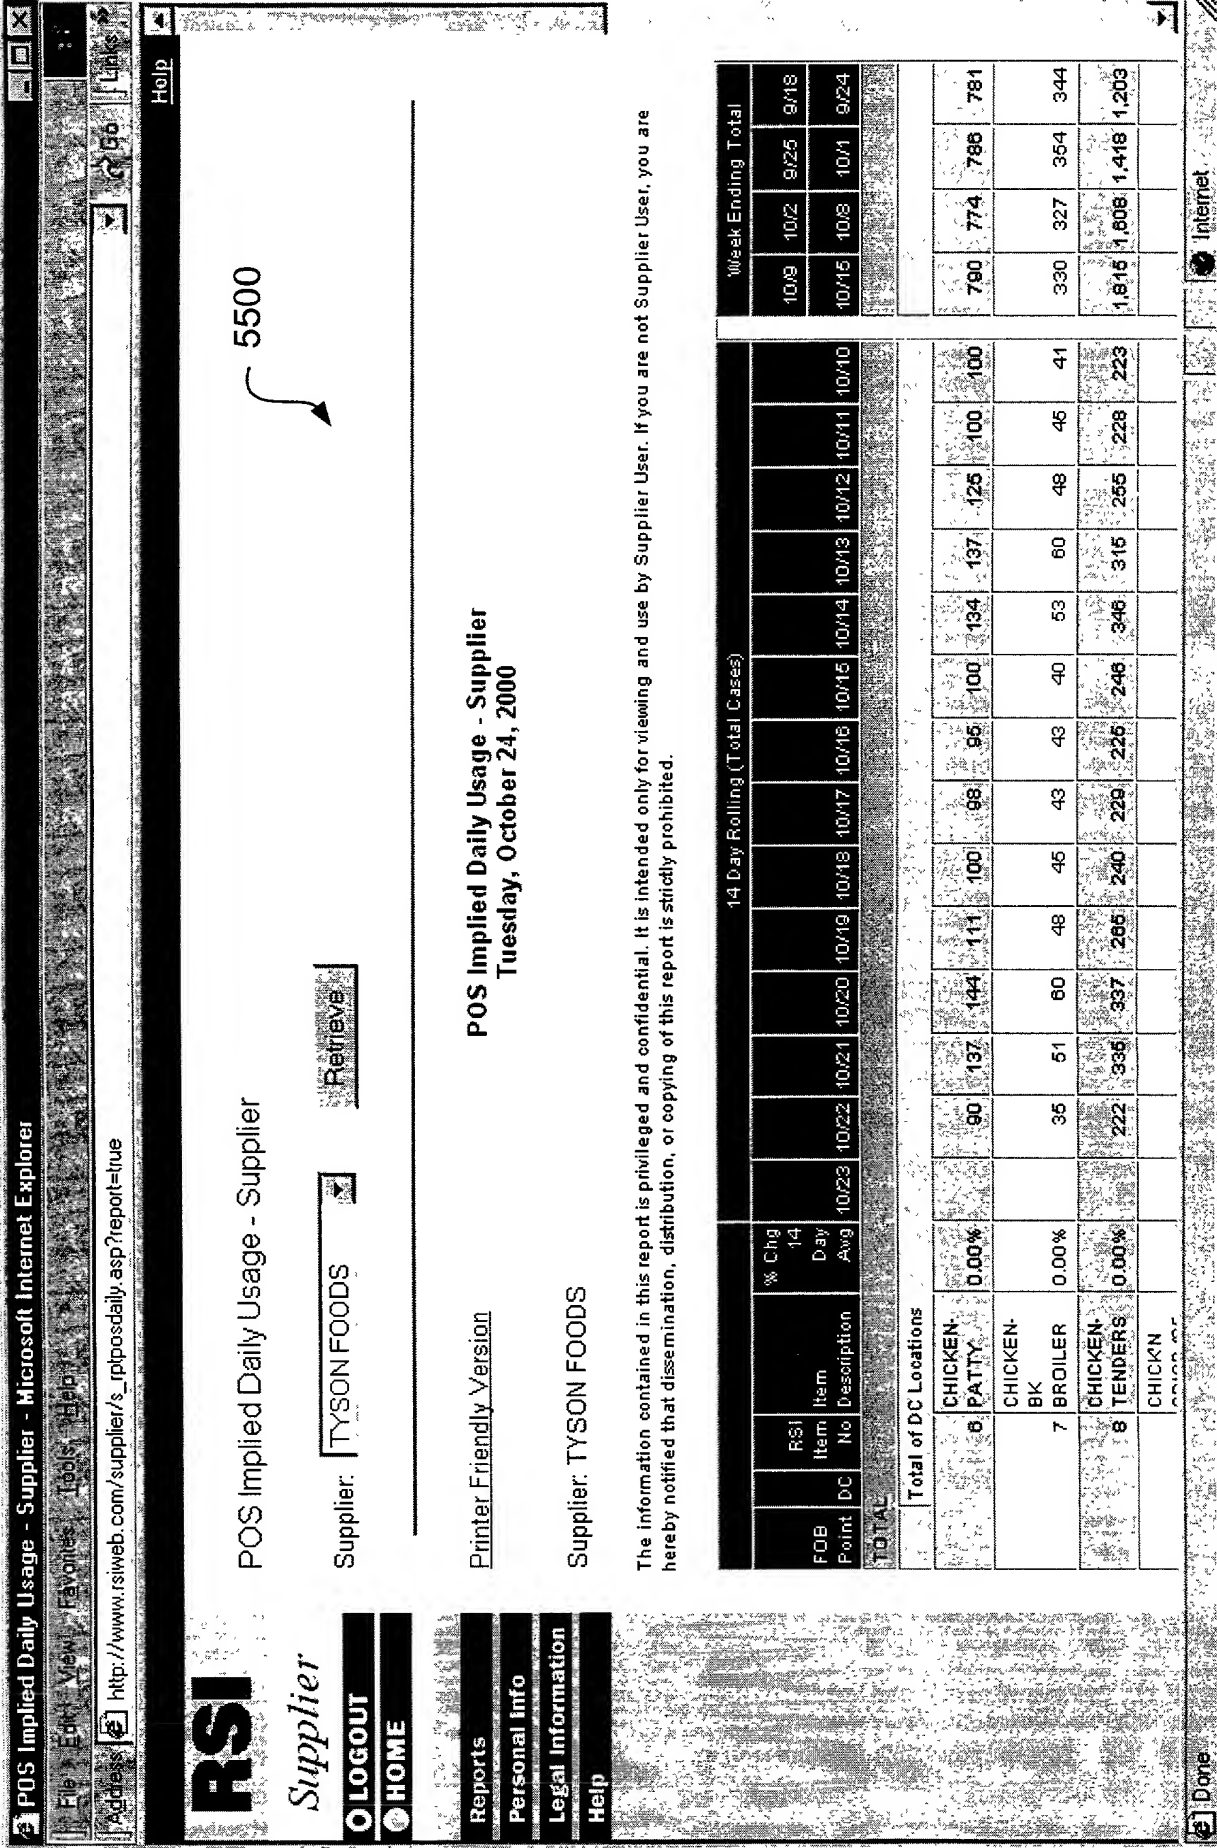 POS Implied Daily Usage - Supplier - Microsoft Internet Explorer
File Edit View Favorites Tools Help
Address http://www.rsiweb.com/supplier/s_rptposdaily.asp?report=true Go Links »
Help
RSI
Supplier
LOGOUT
HOME
Reports
Personal Info
Legal Information
Help
POS Implied Daily Usage - Supplier
5500
Supplier: TYSON FOODS Retrieve
Printer Friendly Version
POS Implied Daily Usage - Supplier
Tuesday, October 24, 2000
Supplier: TYSON FOODS
The information contained in this report is privileged and confidential. It is intended only for viewing and use by Supplier User. If you are not Supplier User, you are
hereby notified that dissemination, distribution, or copying of this report is strictly prohibited.
14 Day Rolling (Total Cases) Week Ending Total
FOB Point DC RSI Item No Item Description % Chg 14 Day Avg 10/23 10/22 10/21 10/20 10/19 10/18 10/17 10/16 10/15 10/14 10/13 10/12 10/11 10/10 10/9 10/15 10/2 10/8 9/25 10/1 9/18 9/24
TOTAL
Total of DC Locations
6 CHICKEN-PATTY 0.00% 90 137 144 111 100 98 95 100 134 137 125 100 100 790 774 786 781
7 CHICKEN-BK BROILER 0.00% 35 51 60 48 45 43 43 40 53 60 48 45 41 330 327 354 344
8 CHICKEN-TENDERS 0.00% 222 335 337 265 240 229 225 246 346 315 255 228 223 1,815 1,608 1,418 1,203
CHICK'N
Done Internet